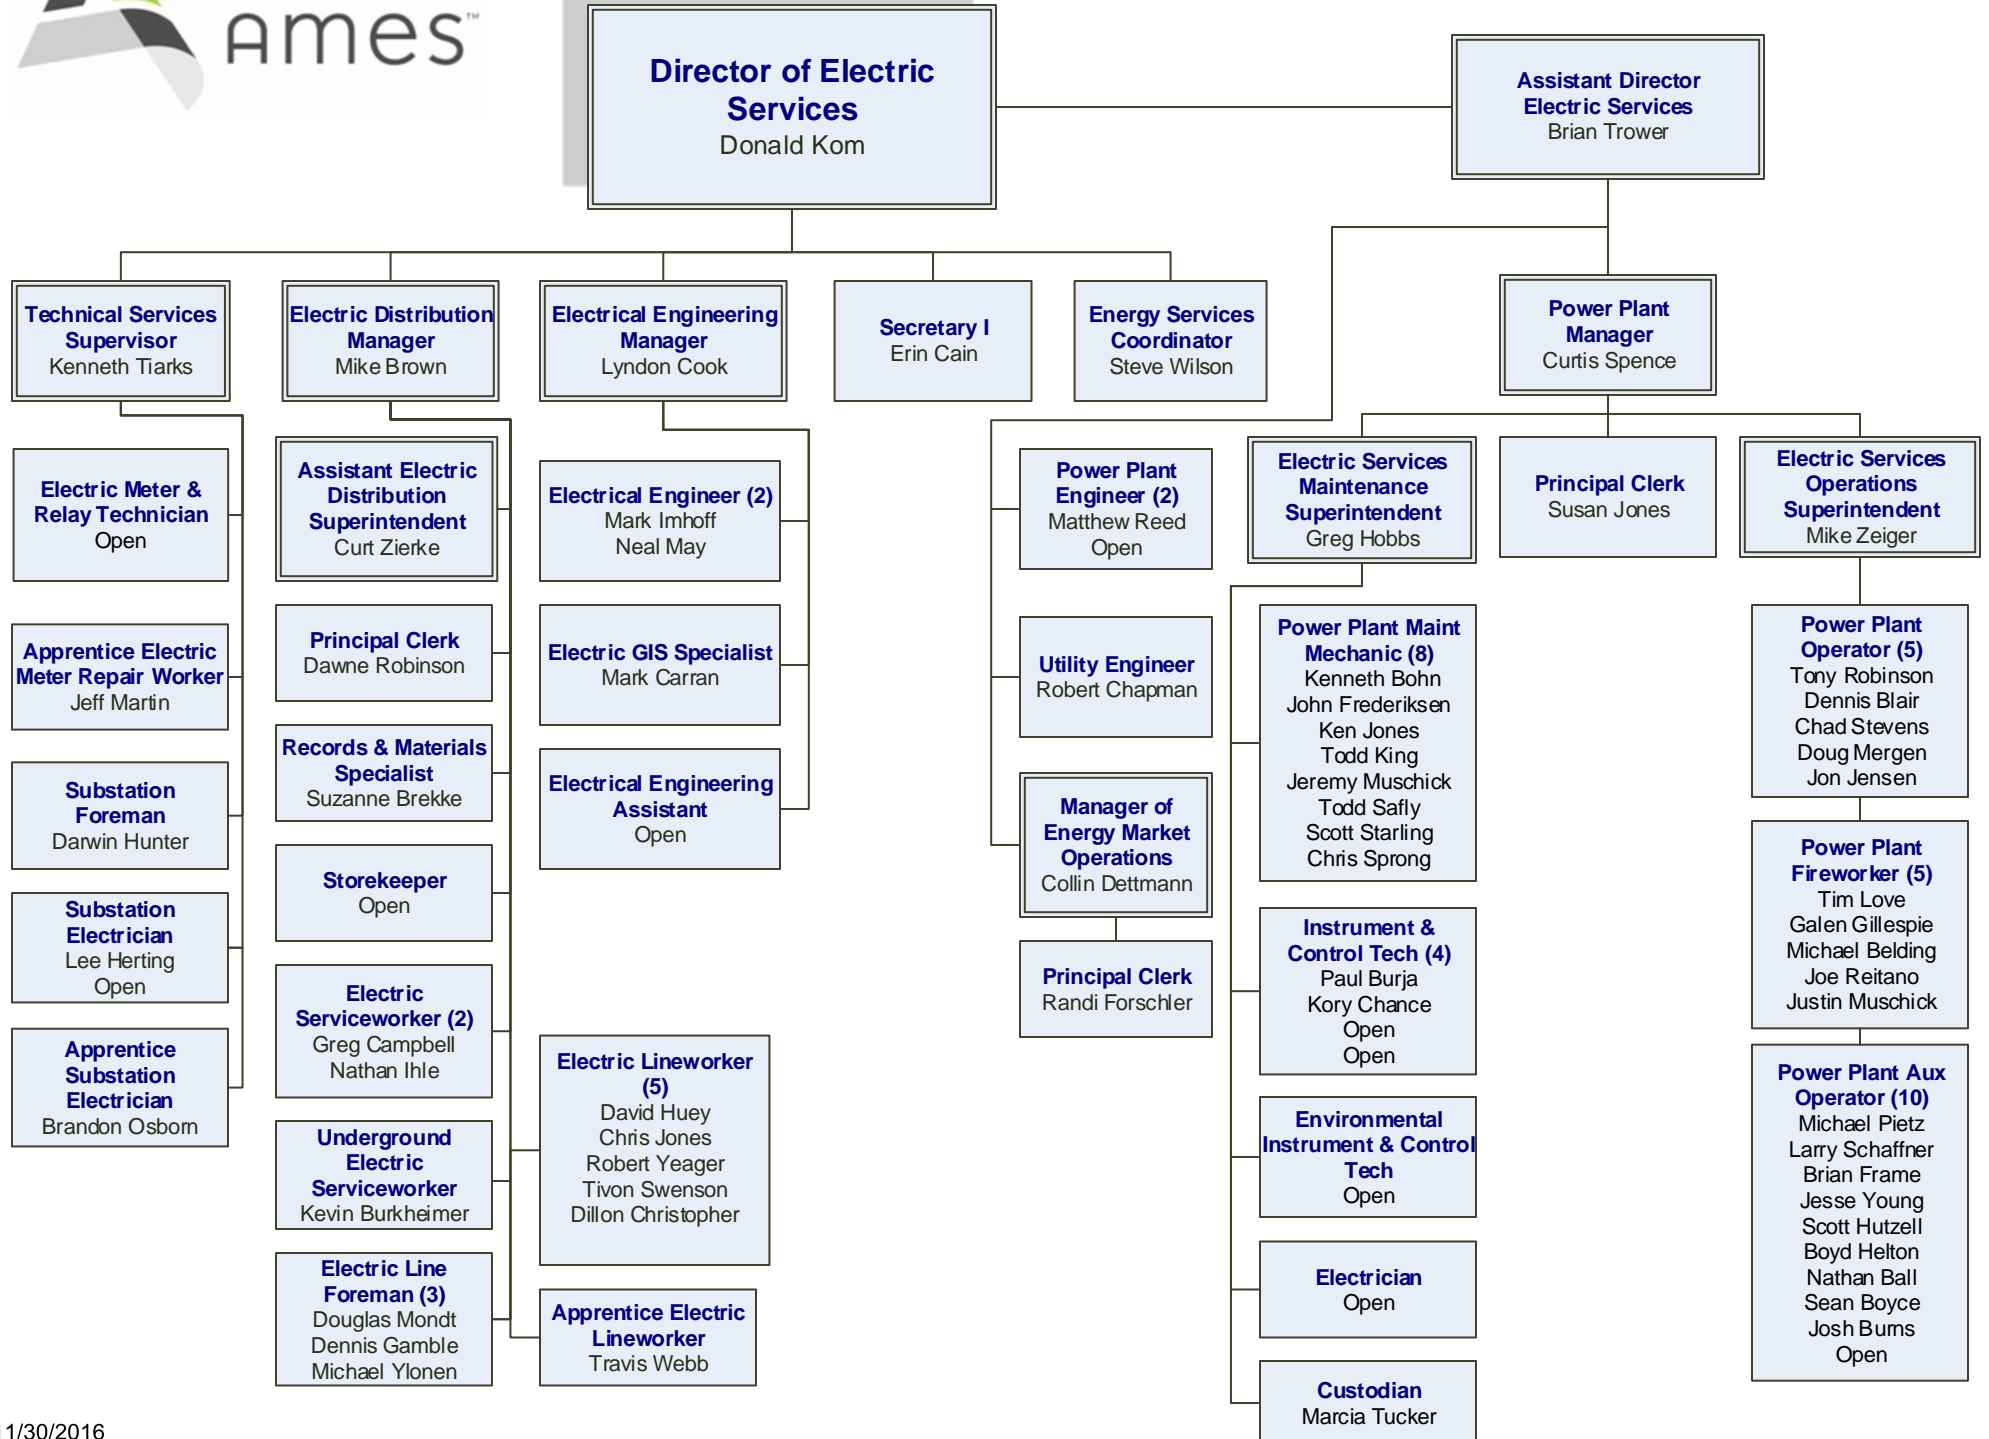 Ames™
Director of Electric
Services
Donald Kom
Assistant Director
Electric Services
Brian Trower
Technical Services
Supervisor
Kenneth Tiarks
Electric Distribution
Manager
Mike Brown
Electrical Engineering
Manager
Lyndon Cook
Secretary I
Erin Cain
Energy Services
Coordinator
Steve Wilson
Power Plant
Manager
Curtis Spence
Electric Meter &
Relay Technician
Open
Apprentice Electric
Meter Repair Worker
Jeff Martin
Substation
Foreman
Darwin Hunter
Substation
Electrician
Lee Herting
Open
Apprentice
Substation
Electrician
Brandon Osborn
Assistant Electric
Distribution
Superintendent
Curt Zierke
Principal Clerk
Dawne Robinson
Records & Materials
Specialist
Suzanne Brekke
Storekeeper
Open
Electric
Serviceworker (2)
Greg Campbell
Nathan Ihle
Underground
Electric
Serviceworker
Kevin Burkheimer
Electric Line
Foreman (3)
Douglas Mondt
Dennis Gamble
Michael Ylonen
Electrical Engineer (2)
Mark Imhoff
Neal May
Electric GIS Specialist
Mark Carran
Electrical Engineering
Assistant
Open
Electric Lineworker
(5)
David Huey
Chris Jones
Robert Yeager
Tivon Swenson
Dillon Christopher
Apprentice Electric
Lineworker
Travis Webb
Power Plant
Engineer (2)
Matthew Reed
Open
Utility Engineer
Robert Chapman
Manager of
Energy Market
Operations
Collin Dettmann
Principal Clerk
Randi Forschler
Electric Services
Maintenance
Superintendent
Greg Hobbs
Power Plant Maint
Mechanic (8)
Kenneth Bohn
John Frederiksen
Ken Jones
Todd King
Jeremy Muschick
Todd Safly
Scott Starling
Chris Sprong
Instrument &
Control Tech (4)
Paul Burja
Kory Chance
Open
Open
Environmental
Instrument & Control
Tech
Open
Electrician
Open
Custodian
Marcia Tucker
Principal Clerk
Susan Jones
Electric Services
Operations
Superintendent
Mike Zeiger
Power Plant
Operator (5)
Tony Robinson
Dennis Blair
Chad Stevens
Doug Mergen
Jon Jensen
Power Plant
Fireworker (5)
Tim Love
Galen Gillespie
Michael Belding
Joe Reitano
Justin Muschick
Power Plant Aux
Operator (10)
Michael Pietz
Larry Schaffner
Brian Frame
Jesse Young
Scott Hutzell
Boyd Helton
Nathan Ball
Sean Boyce
Josh Burns
Open
11/30/2016